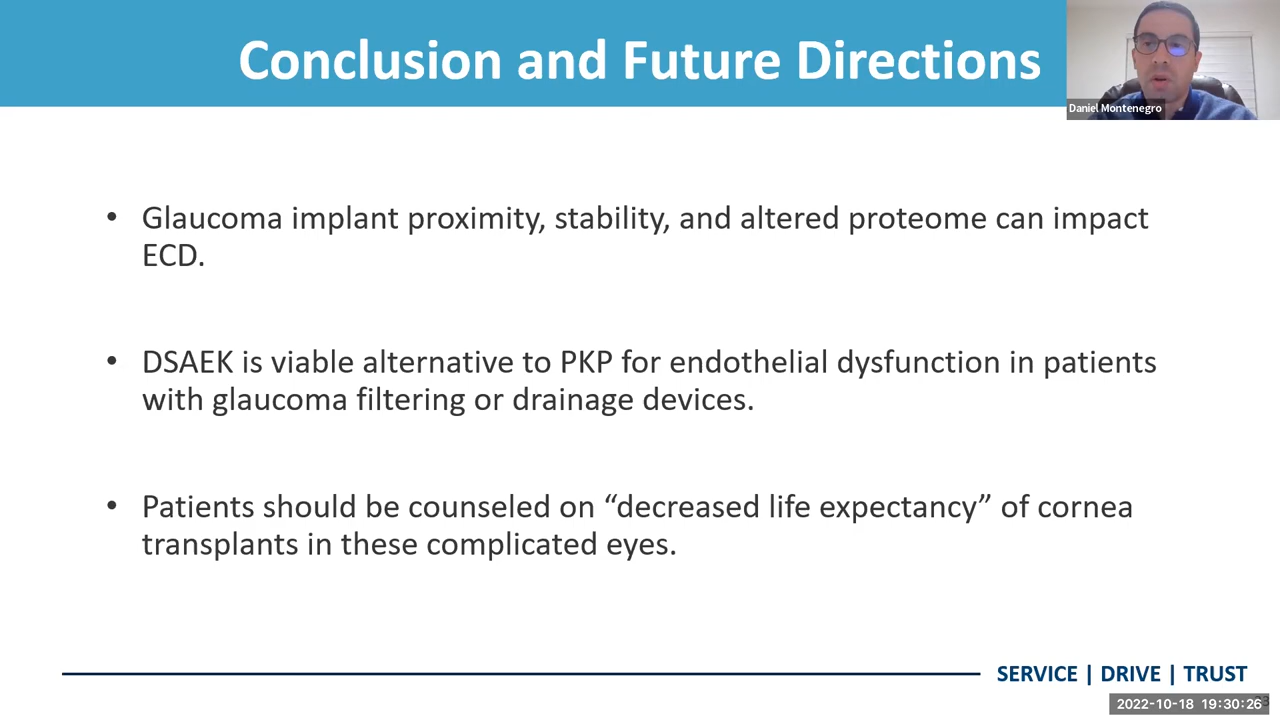 Conclusion and Future Directions
Daniel Montenegro
• Glaucoma implant proximity, stability, and altered proteome can impact
ECD.
• DSAEK is viable alternative to PKP for endothelial dysfunction in patients
with glaucoma filtering or drainage devices.
• Patients should be counseled on “decreased life expectancy” of cornea
transplants in these complicated eyes.
SERVICE | DRIVE | TRUST
2022-10-18 19:30:26